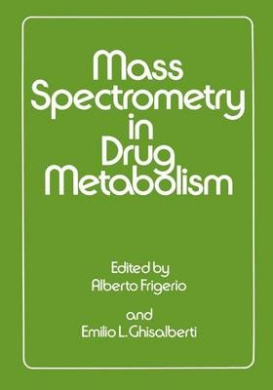 Mass
Spectrometry
in
Drug
Metabolism
Edited by
Alberto Frigerio
and
Emilio L. Ghisalberti